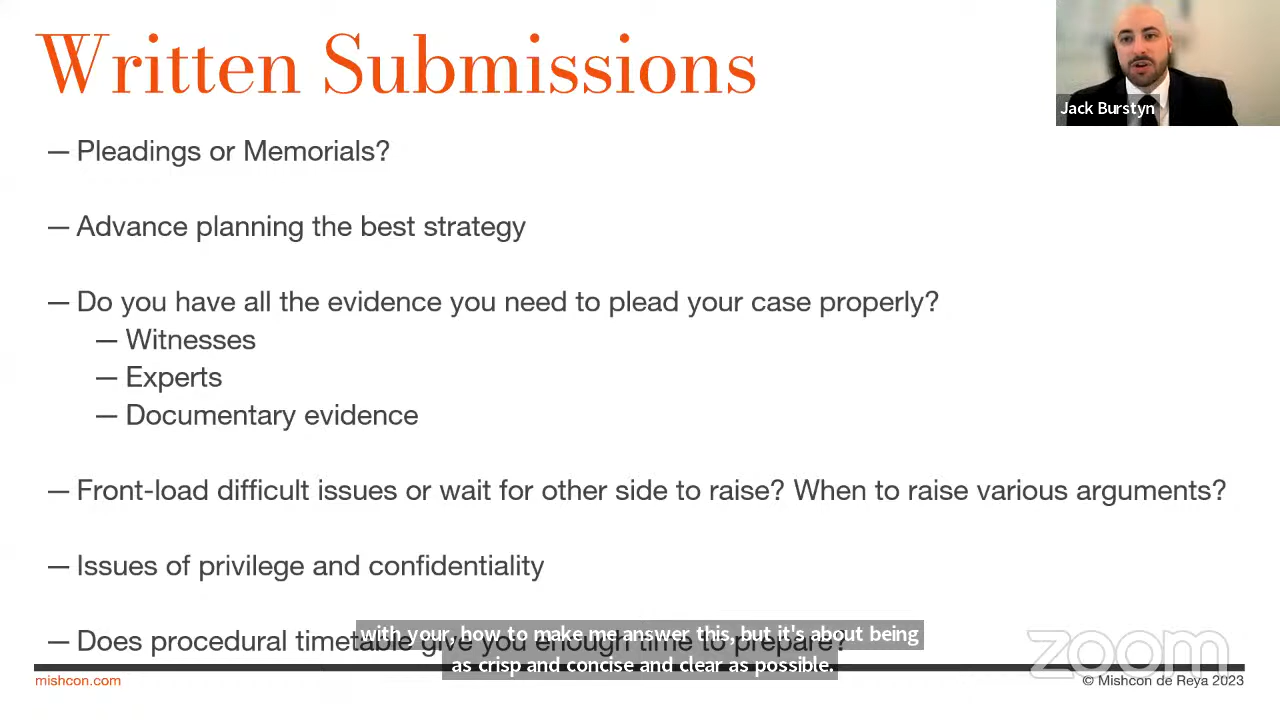 Written Submissions
Jack Burstyn
— Pleadings or Memorials?
— Advance planning the best strategy
— Do you have all the evidence you need to plead your case properly?
— Witnesses
— Experts
— Documentary evidence
— Front-load difficult issues or wait for other side to raise? When to raise various arguments?
— Issues of privilege and confidentiality
— Does procedural timetable give you enough time to prepare?
with your, how to make me answer this, but it's about being
as crisp and concise and clear as possible.
zoom
mishcon.com
© Mishcon de Reya 2023